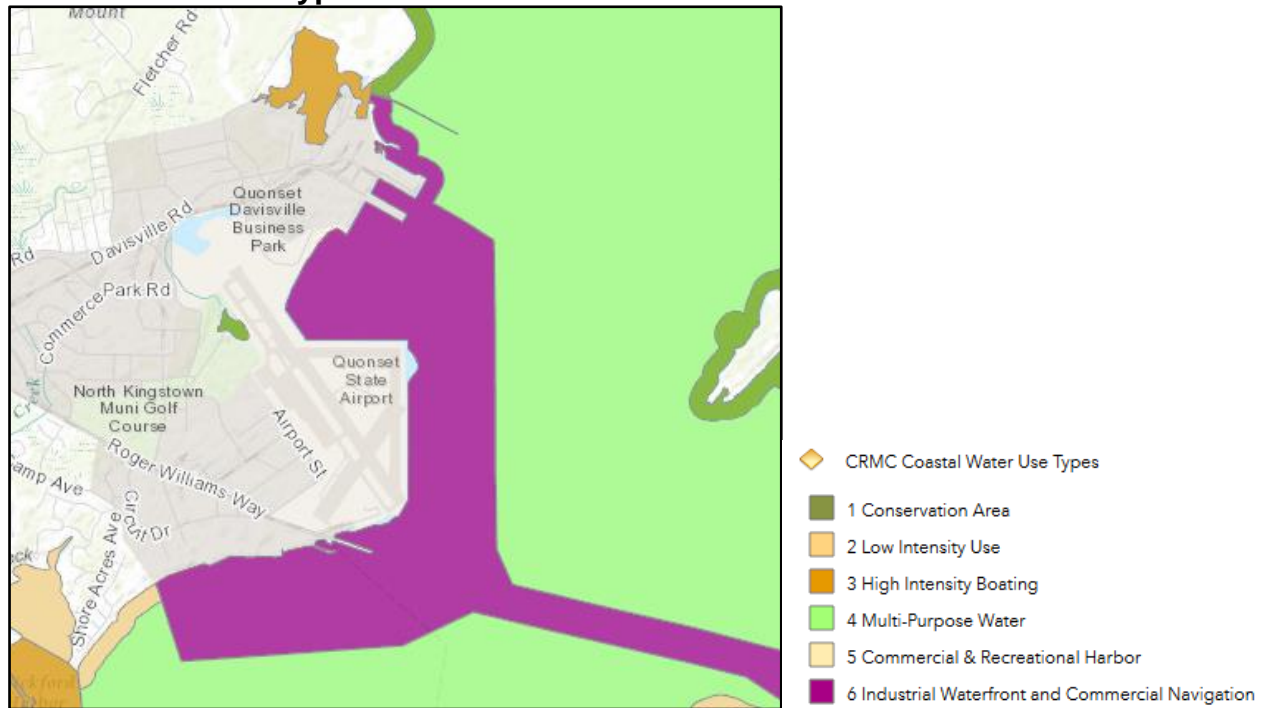 yp
Mount
Fletcher Rd
Quonset
Davisville
Business
Park
Davisville Rd
Rd
Park Rd
Commerce
Quonset
State
Airport
North Kingstown
Muni Golf
Course
Creek
Airport St
Roger Williams Way
amp Ave
Circuit Dr
Shore Acres Ave
eck
ckford
CRMC Coastal Water Use Types
1 Conservation Area
2 Low Intensity Use
3 High Intensity Boating
4 Multi-Purpose Water
5 Commercial & Recreational Harbor
6 Industrial Waterfront and Commercial Navigation